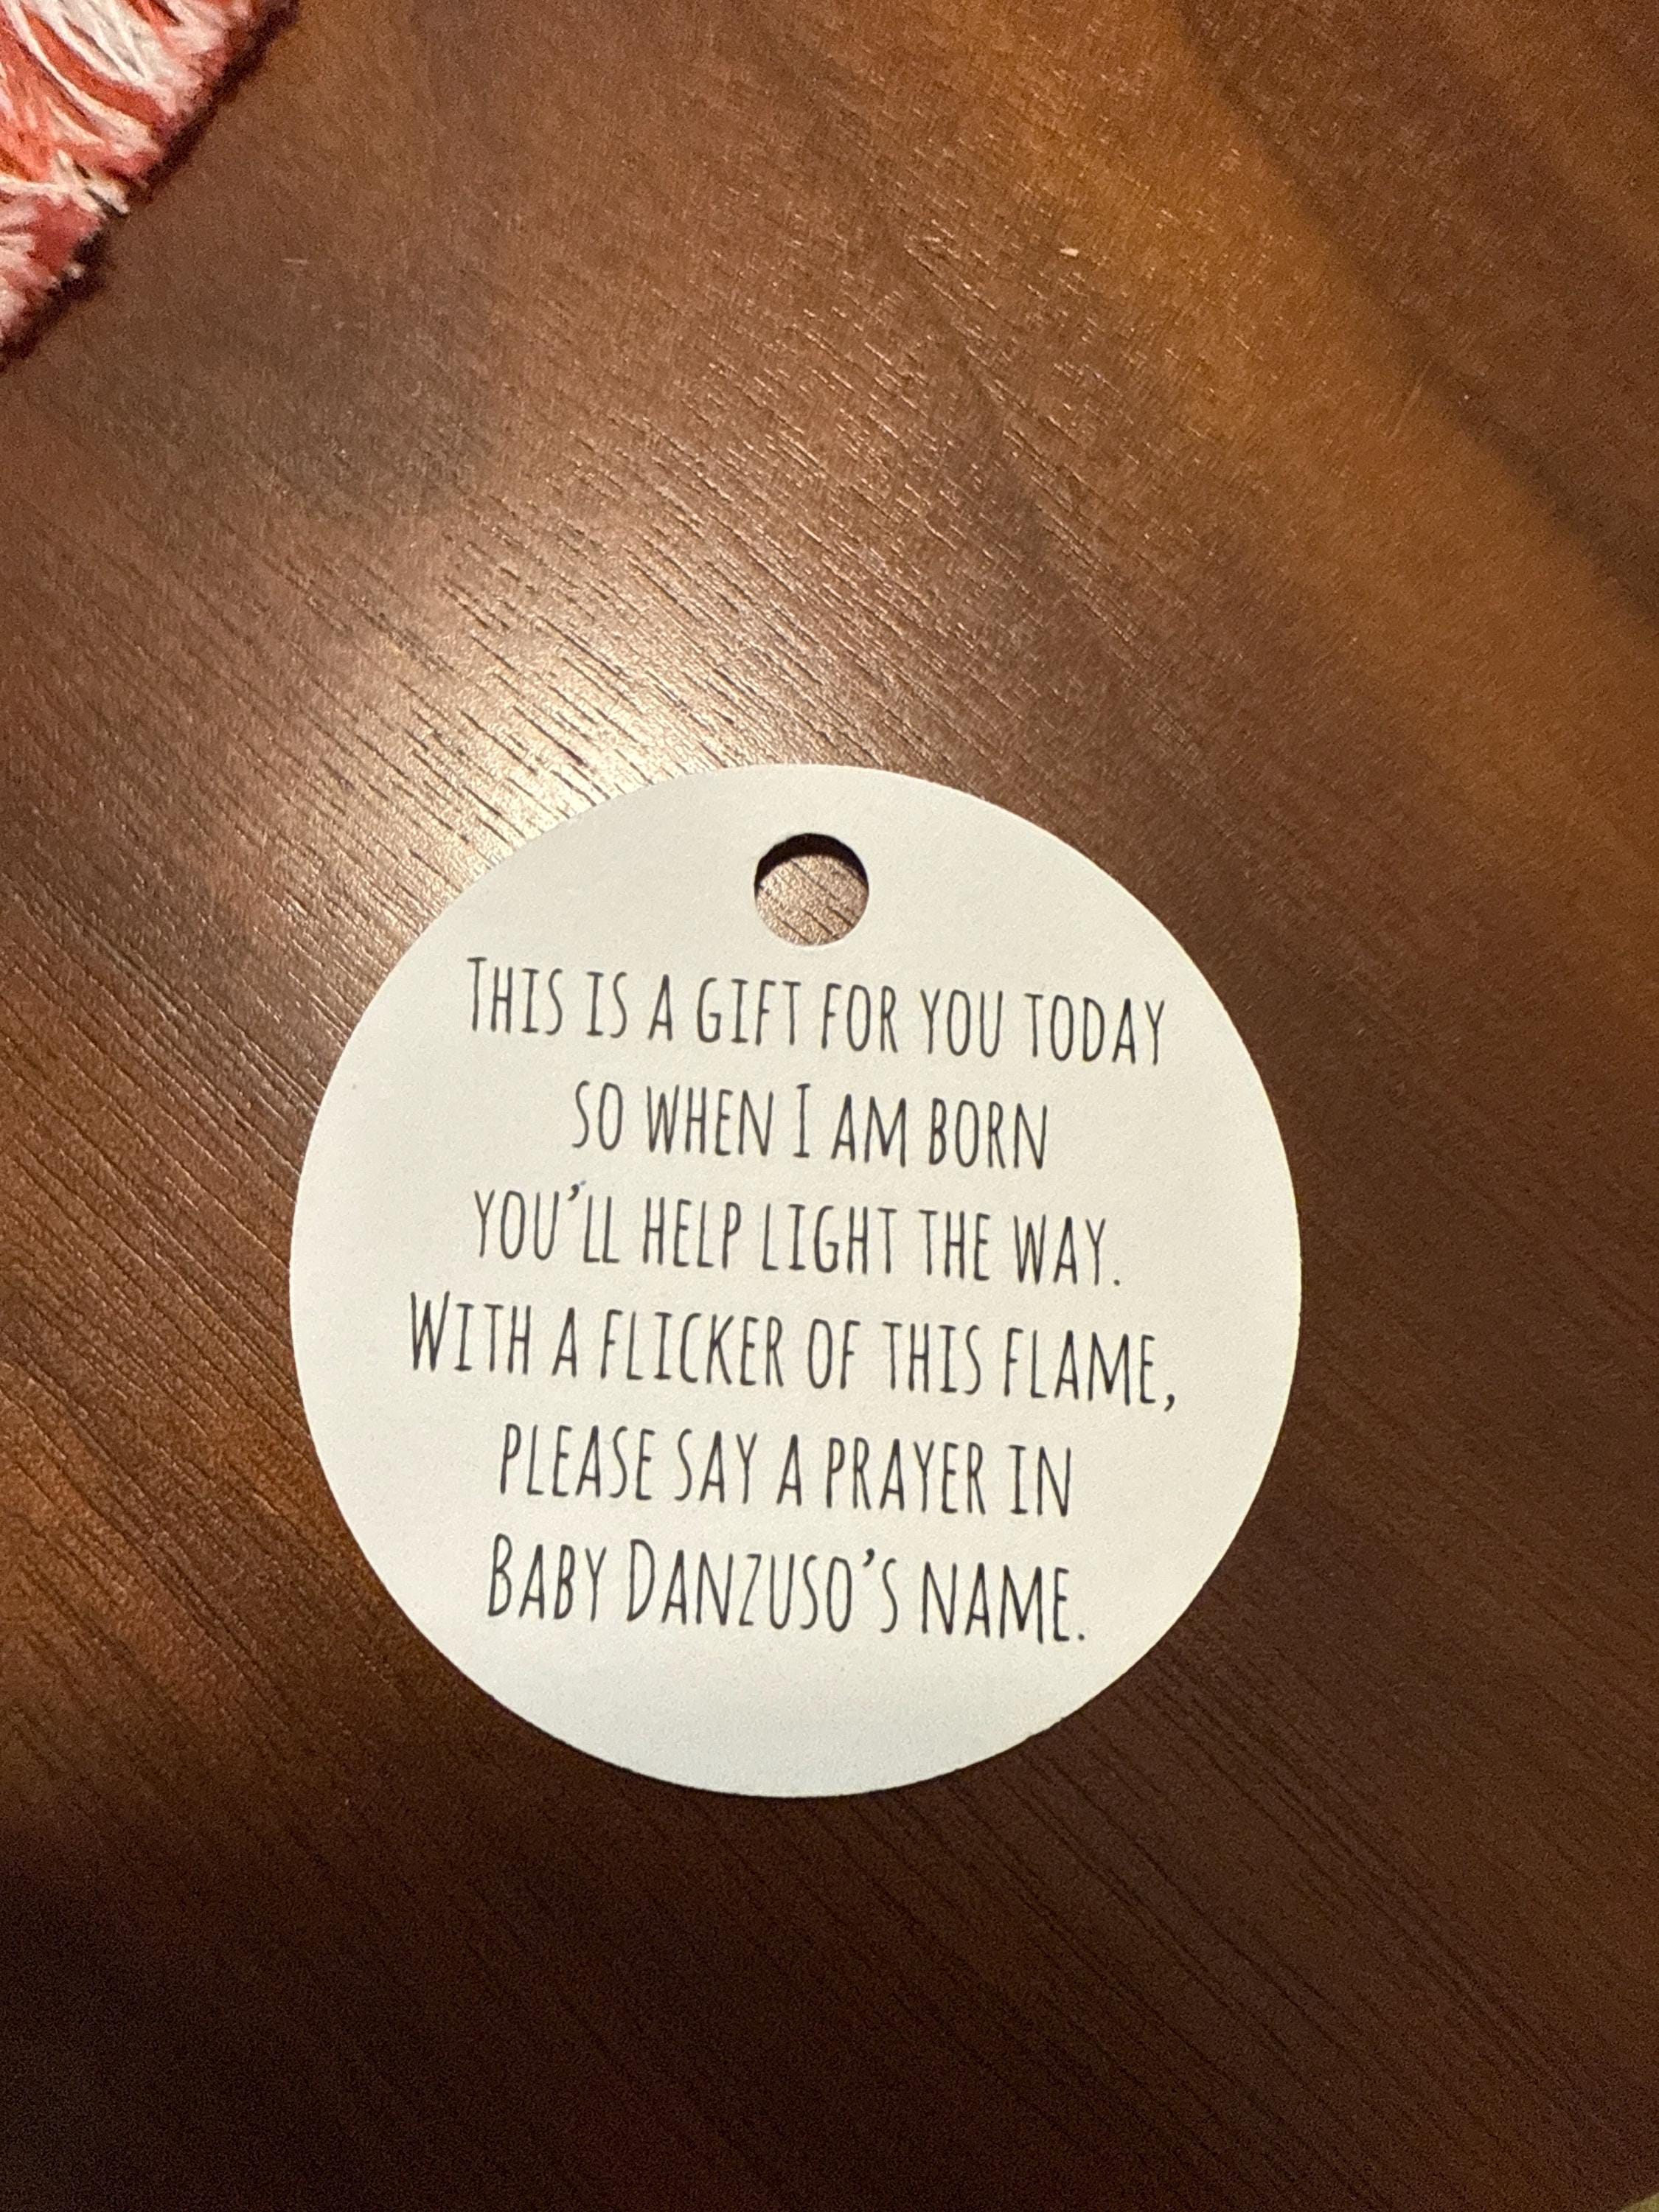 This is a gift for you today
so when I am born
you'll help light the way.
With a flicker of this flame,
please say a prayer in
Baby Danzuso's name.